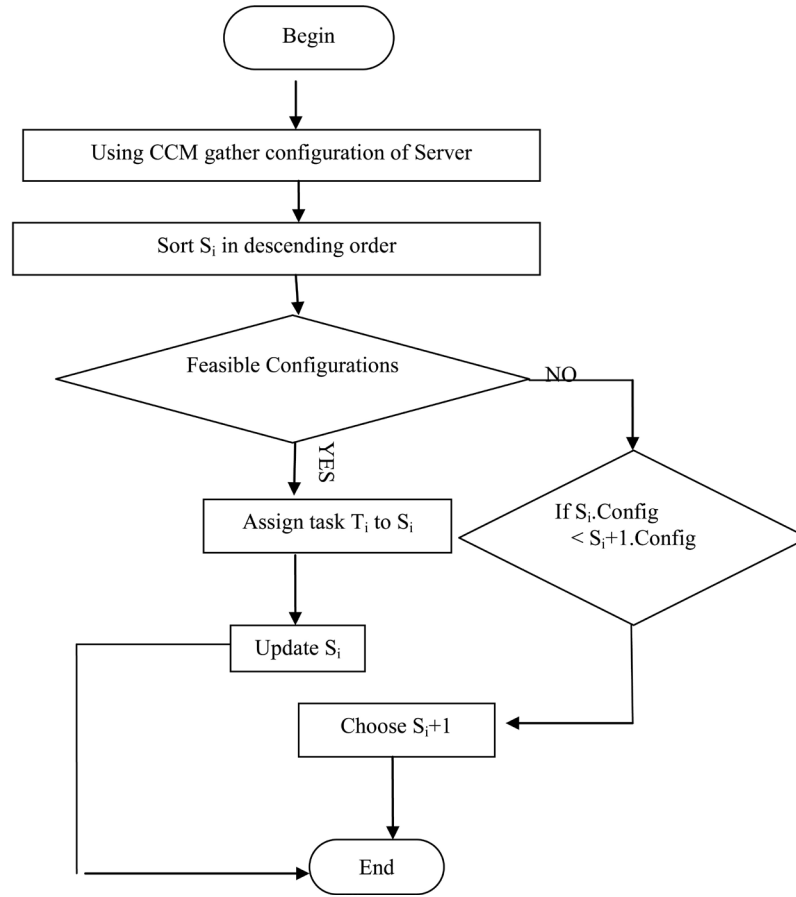 Begin
Using CCM gather configuration of Server
Sort Sᵢ in descending order
Feasible Configurations
NO
YES
If Sᵢ.Config
< Sᵢ+1.Config
Assign task Tᵢ to Sᵢ
Update Sᵢ
Choose Sᵢ+1
End